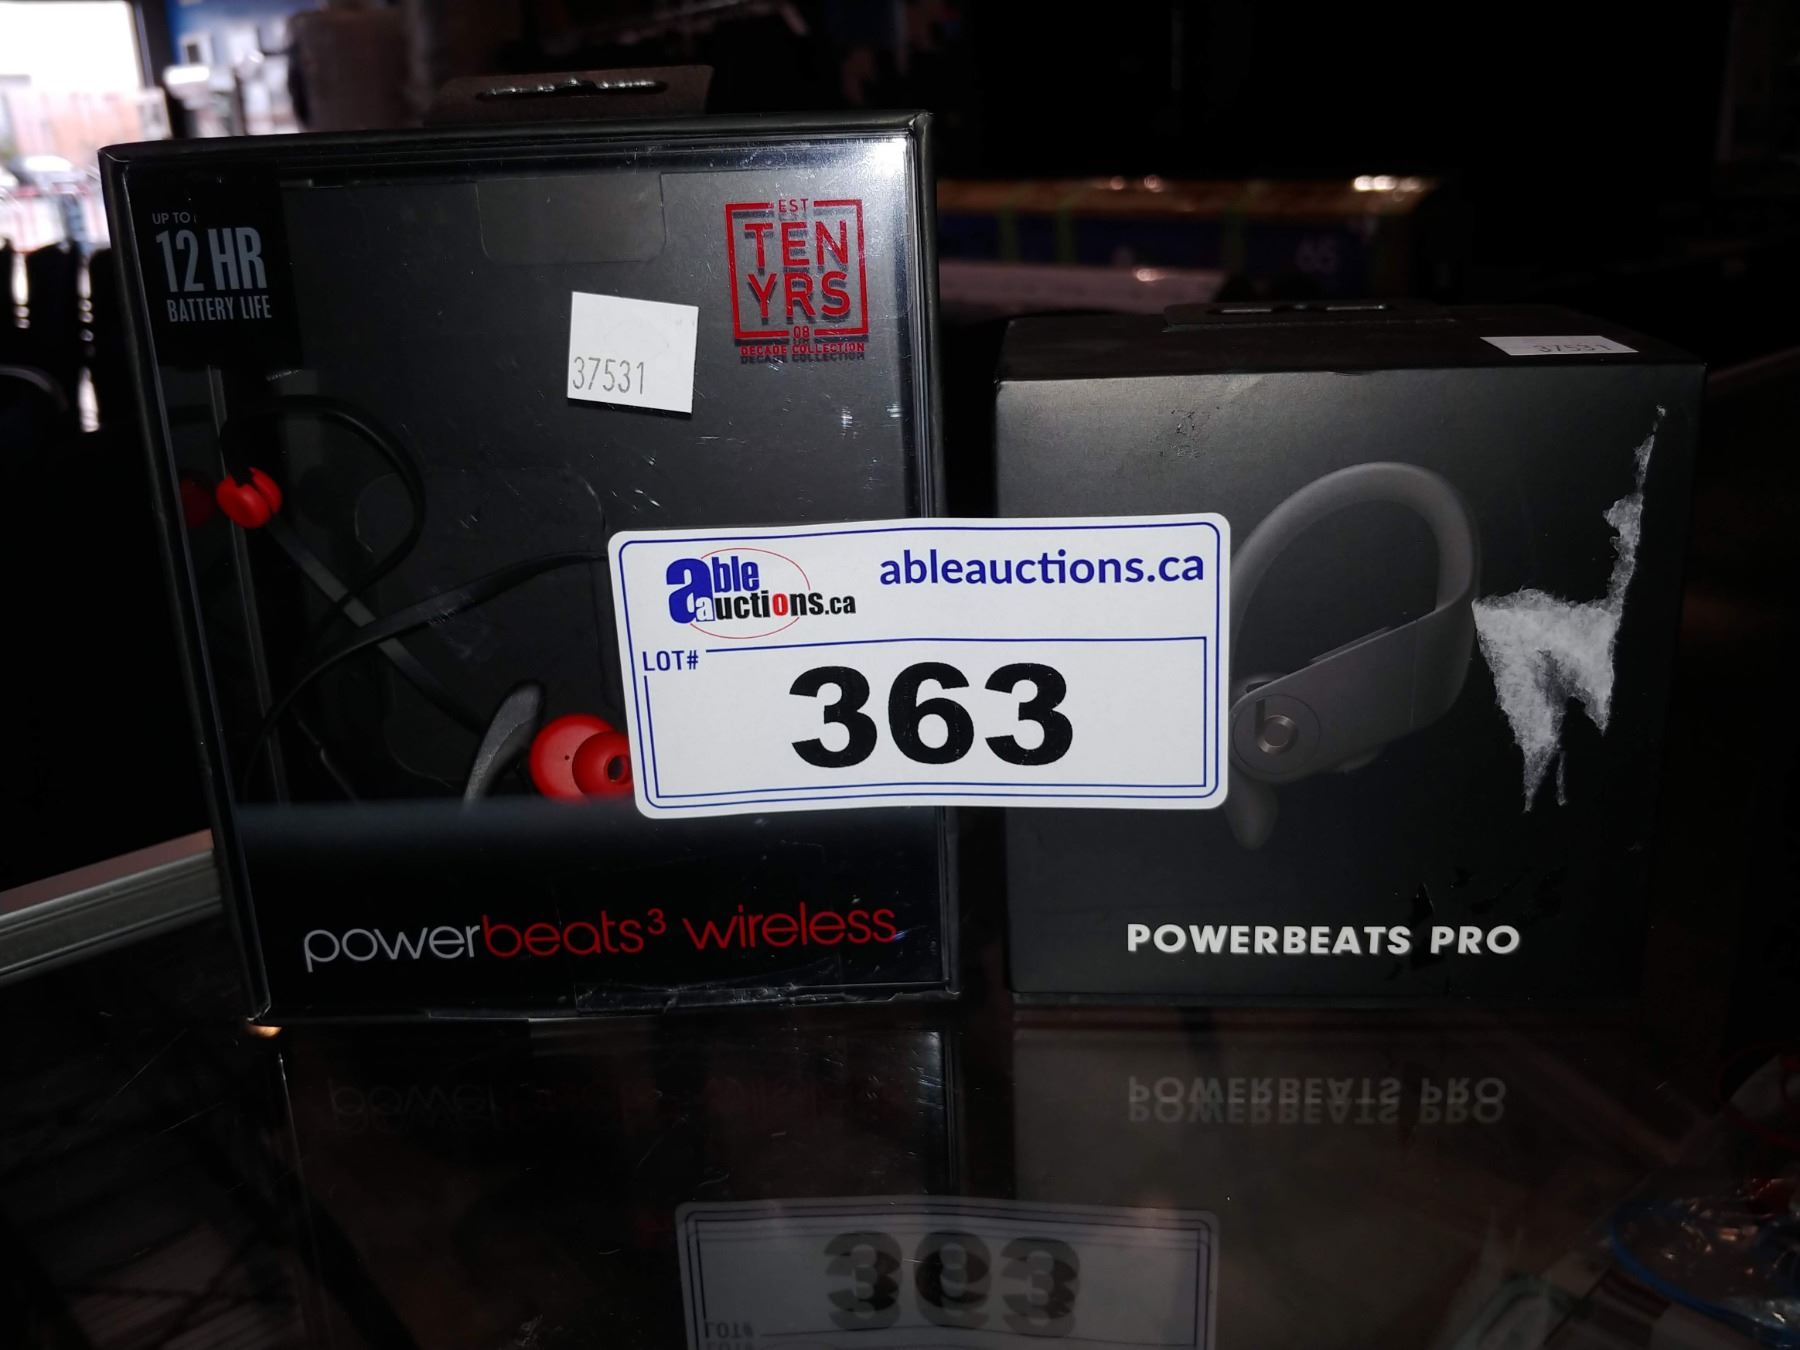 UP TO
12 HR
BATTERY LIFE
EST
TEN
YRS
08
DECADE COLLECTION
37531
37531
able
auctions.ca
ableauctions.ca
LOT#
363
powerbeats³ wireless
b
POWERBEATS PRO